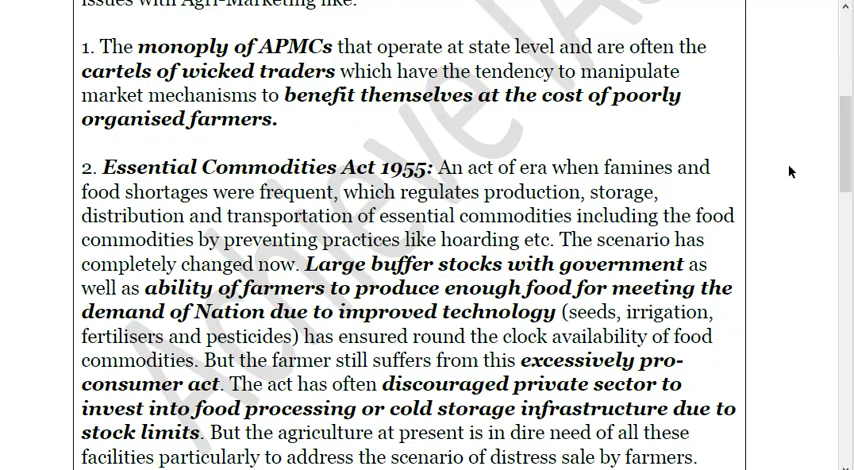 issues with Agri-Marketing like:
1. The monoply of APMCs that operate at state level and are often the
cartels of wicked traders which have the tendency to manipulate
market mechanisms to benefit themselves at the cost of poorly
organised farmers.
2. Essential Commodities Act 1955: An act of era when famines and
food shortages were frequent, which regulates production, storage,
distribution and transportation of essential commodities including the food
commodities by preventing practices like hoarding etc. The scenario has
completely changed now. Large buffer stocks with government as
well as ability of farmers to produce enough food for meeting the
demand of Nation due to improved technology (seeds, irrigation,
fertilisers and pesticides) has ensured round the clock availability of food
commodities. But the farmer still suffers from this excessively pro-
consumer act. The act has often discouraged private sector to
invest into food processing or cold storage infrastructure due to
stock limits. But the agriculture at present is in dire need of all these
facilities particularly to address the scenario of distress sale by farmers.
Achieve IAS